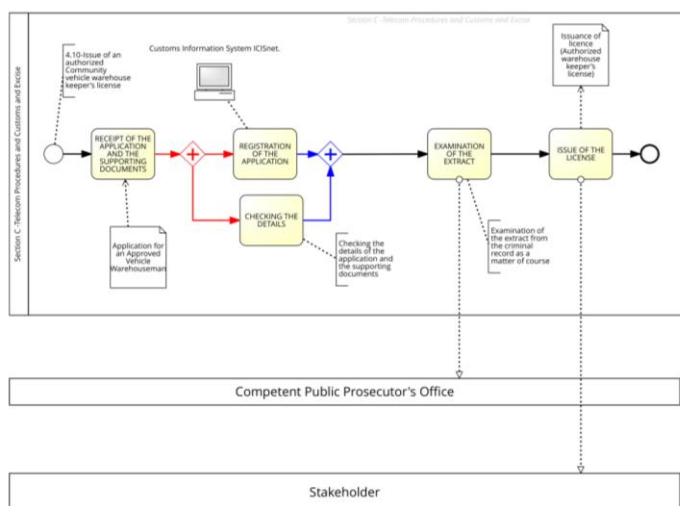 Section C -Telecom Procedures and Customs and Excise
Section C -Telecom Procedures and Customs and Excise
4.10-Issue of an
authorized
Community
vehicle warehouse
keeper's license
Customs Information System ICISnet.
Issuance of
licence
(Authorized
warehouse
keeper's
license)
RECEIPT OF THE
APPLICATION
AND THE
SUPPORTING
DOCUMENTS
REGISTRATION
OF THE
APPLICATION
EXAMINATION
OF THE
EXTRACT
ISSUE OF THE
LICENSE
CHECKING THE
DETAILS
Application for
an Approved
Vehicle
Warehouseman
Checking the
details of the
application and
the supporting
documents
Examination of
the extract from
the criminal
record as a
matter of course
Competent Public Prosecutor's Office
Stakeholder